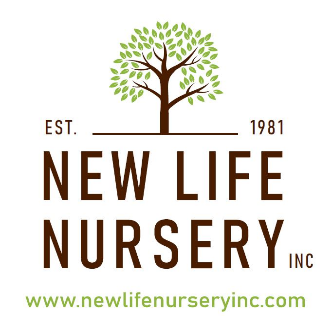 EST. 1981
NEW LIFE
NURSERY INC
www.newlifenurseryinc.com